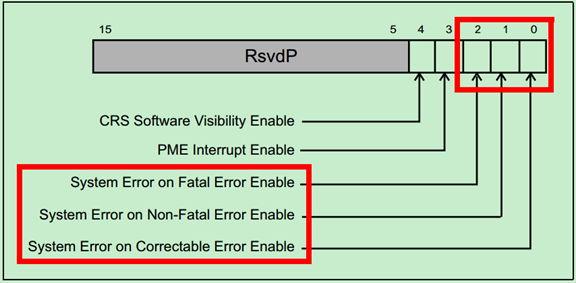 15 5 4 3 2 1 0
RsvdP
CRS Software Visibility Enable
PME Interrupt Enable
System Error on Fatal Error Enable
System Error on Non-Fatal Error Enable
System Error on Correctable Error Enable